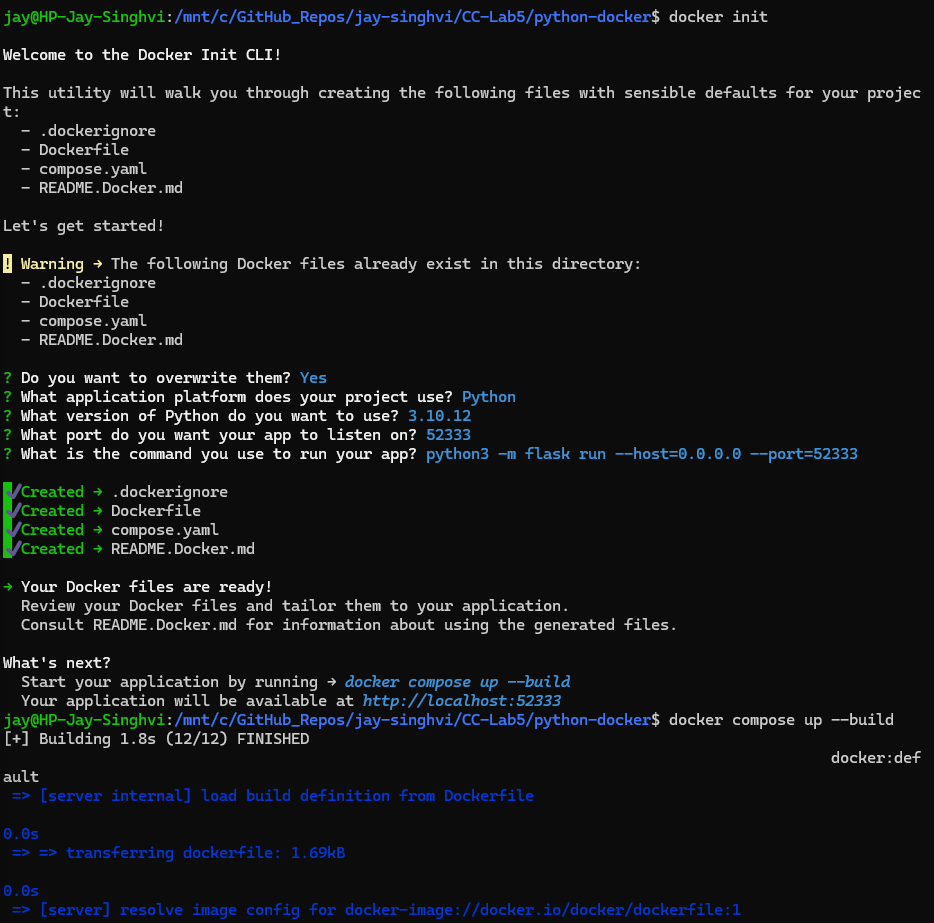 jay@HP-Jay-Singhvi:/mnt/c/GitHub_Repos/jay-singhvi/CC-Lab5/python-docker$ docker init
Welcome to the Docker Init CLI!
This utility will walk you through creating the following files with sensible defaults for your projec
t:
  - .dockerignore
  - Dockerfile
  - compose.yaml
  - README.Docker.md
Let's get started!
! Warning → The following Docker files already exist in this directory:
  - .dockerignore
  - Dockerfile
  - compose.yaml
  - README.Docker.md
? Do you want to overwrite them? Yes
? What application platform does your project use? Python
? What version of Python do you want to use? 3.10.12
? What port do you want your app to listen on? 52333
? What is the command you use to run your app? python3 -m flask run --host=0.0.0.0 --port=52333
✔Created → .dockerignore
✔Created → Dockerfile
✔Created → compose.yaml
✔Created → README.Docker.md
→ Your Docker files are ready!
  Review your Docker files and tailor them to your application.
  Consult README.Docker.md for information about using the generated files.
What's next?
  Start your application by running → docker compose up --build
  Your application will be available at http://localhost:52333
jay@HP-Jay-Singhvi:/mnt/c/GitHub_Repos/jay-singhvi/CC-Lab5/python-docker$ docker compose up --build
[+] Building 1.8s (12/12) FINISHED
docker:def
ault
 => [server internal] load build definition from Dockerfile
0.0s
 => => transferring dockerfile: 1.69kB
0.0s
 => [server] resolve image config for docker-image://docker.io/docker/dockerfile:1